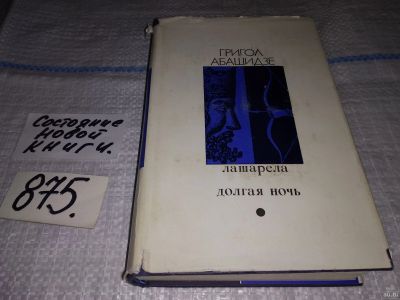 ГРИГОЛ
АБАШИДЗЕ
лашарела
долгая ночь
Состояние
новой
книги.
875.